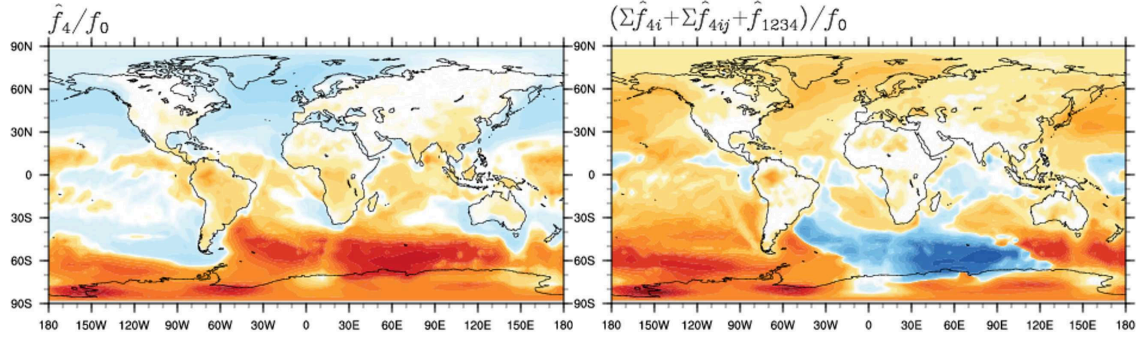 f̂₄/f₀ (Σf̂₄ᵢ+Σf̂₄ᵢⱼ+f̂₁₂₃₄)/f₀
90N 90N
60N 60N
30N 30N
0 0
30S 30S
60S 60S
90S 90S
180 150W 120W 90W 60W 30W 0 30E 60E 90E 120E 150E 180 180 150W 120W 90W 60W 30W 0 30E 60E 90E 120E 150E 180